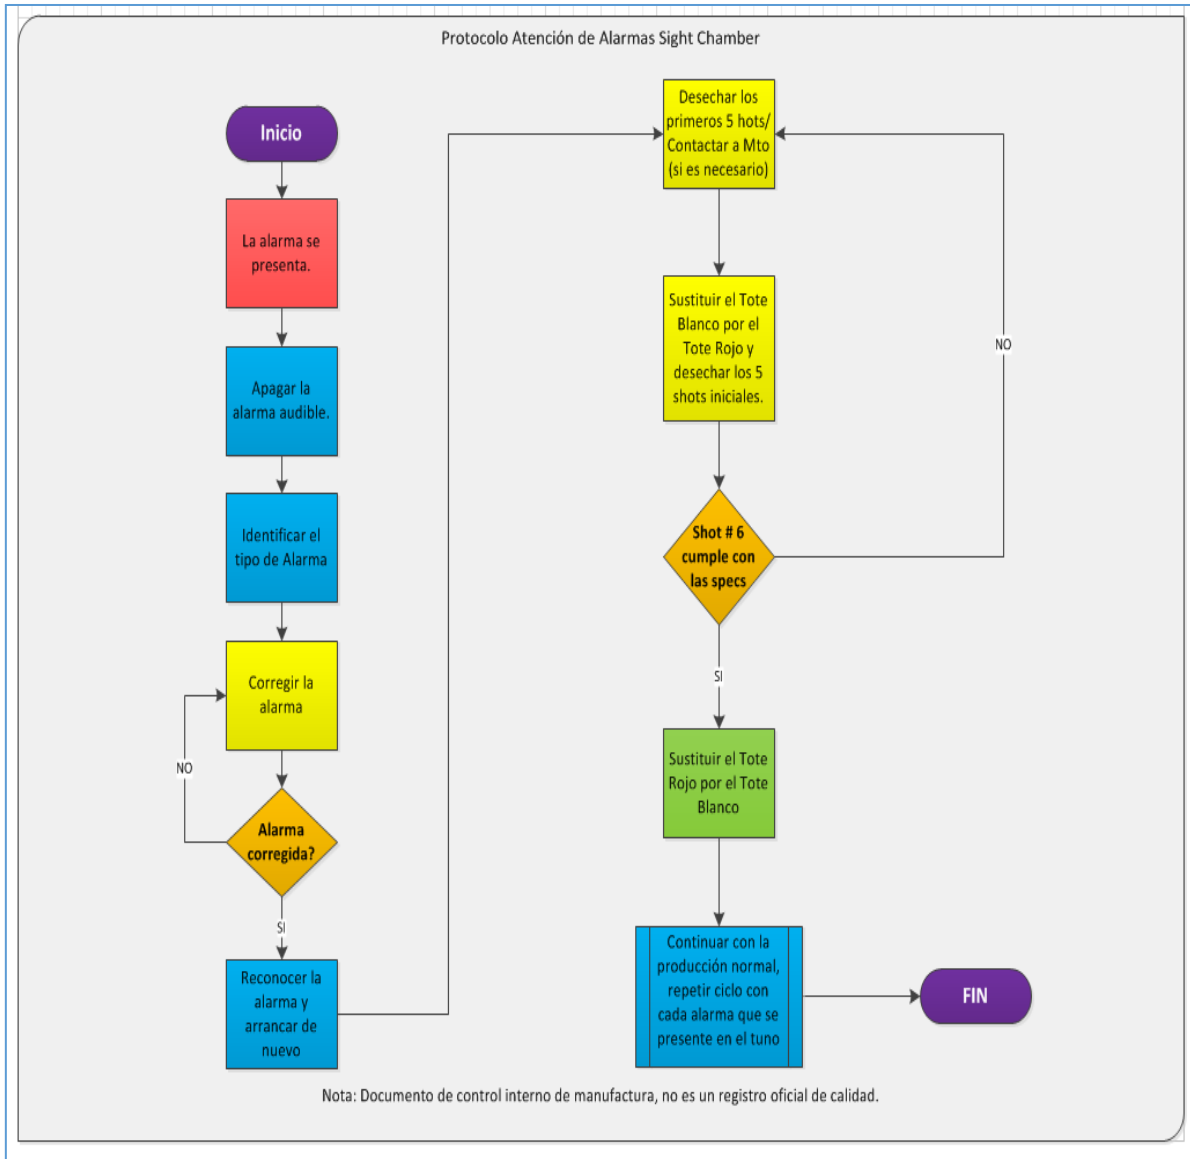 Protocolo Atención de Alarmas Sight Chamber
Inicio
La alarma se
presenta.
Apagar la
alarma audible.
Identificar el
tipo de Alarma
Corregir la
alarma
NO
Alarma
corregida?
SI
Reconocer la
alarma y
arrancar de
nuevo
Desechar los
primeros 5 hots/
Contactar a Mto
(si es necesario)
Sustituir el Tote
Blanco por el
Tote Rojo y
desechar los 5
shots iniciales.
NO
Shot # 6
cumple con
las specs
SI
Sustituir el Tote
Rojo por el Tote
Blanco
Continuar con la
producción normal,
repetir ciclo con
cada alarma que se
presente en el tuno
FIN
Nota: Documento de control interno de manufactura, no es un registro oficial de calidad.